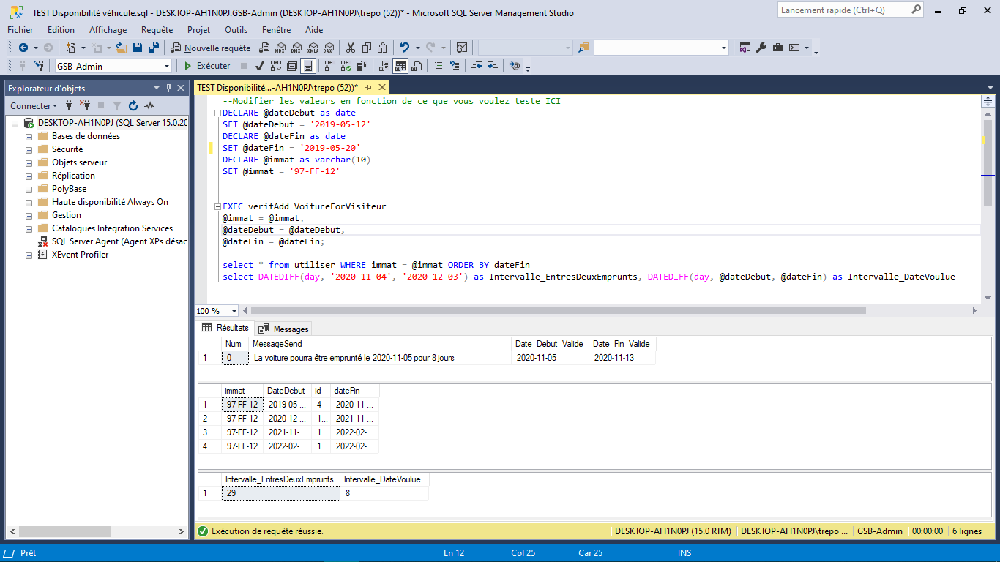 TEST Disponibilité véhicule.sql - DESKTOP-AH1N0PJ.GSB-Admin (DESKTOP-AH1N0PJ\trepo (52))* - Microsoft SQL Server Management Studio
Lancement rapide (Ctrl+Q)
Fichier Edition Affichage Requête Projet Outils Fenêtre Aide
Nouvelle requête MDX DMX XMLA DAX
GSB-Admin Exécuter
Explorateur d'objets
Connecter
DESKTOP-AH1N0PJ (SQL Server 15.0.20
Bases de données
Sécurité
Objets serveur
Réplication
PolyBase
Haute disponibilité Always On
Gestion
Catalogues Integration Services
SQL Server Agent (Agent XPs désac
XEvent Profiler
TEST Disponibilité...-AH1N0PJ\trepo (52))*
--Modifier les valeurs en fonction de ce que vous voulez teste ICI
DECLARE @dateDebut as date
SET @dateDebut = '2019-05-12'
DECLARE @dateFin as date
SET @dateFin = '2019-05-20'
DECLARE @immat as varchar(10)
SET @immat = '97-FF-12'
EXEC verifAdd_VoitureForVisiteur
@immat = @immat,
@dateDebut = @dateDebut,
@dateFin = @dateFin;
select * from utiliser WHERE immat = @immat ORDER BY dateFin
select DATEDIFF(day, '2020-11-04', '2020-12-03') as Intervalle_EntresDeuxEmprunts, DATEDIFF(day, @dateDebut, @dateFin) as Intervalle_DateVoulue
100 %
Résultats Messages
Num MessageSend Date_Debut_Valide Date_Fin_Valide
1 0 La voiture pourra être emprunté le 2020-11-05 pour 8 jours 2020-11-05 2020-11-13
immat DateDebut id dateFin
1 97-FF-12 2019-05-... 4 2020-11-...
2 97-FF-12 2020-12-... 1... 2021-11-...
3 97-FF-12 2021-11-... 1... 2022-02-...
4 97-FF-12 2022-02-... 1... 2022-02-...
Intervalle_EntresDeuxEmprunts Intervalle_DateVoulue
1 29 8
Exécution de requête réussie. DESKTOP-AH1N0PJ (15.0 RTM) DESKTOP-AH1N0PJ\trepo ... GSB-Admin 00:00:00 6 lignes
Prêt Ln 12 Col 25 Car 25 INS